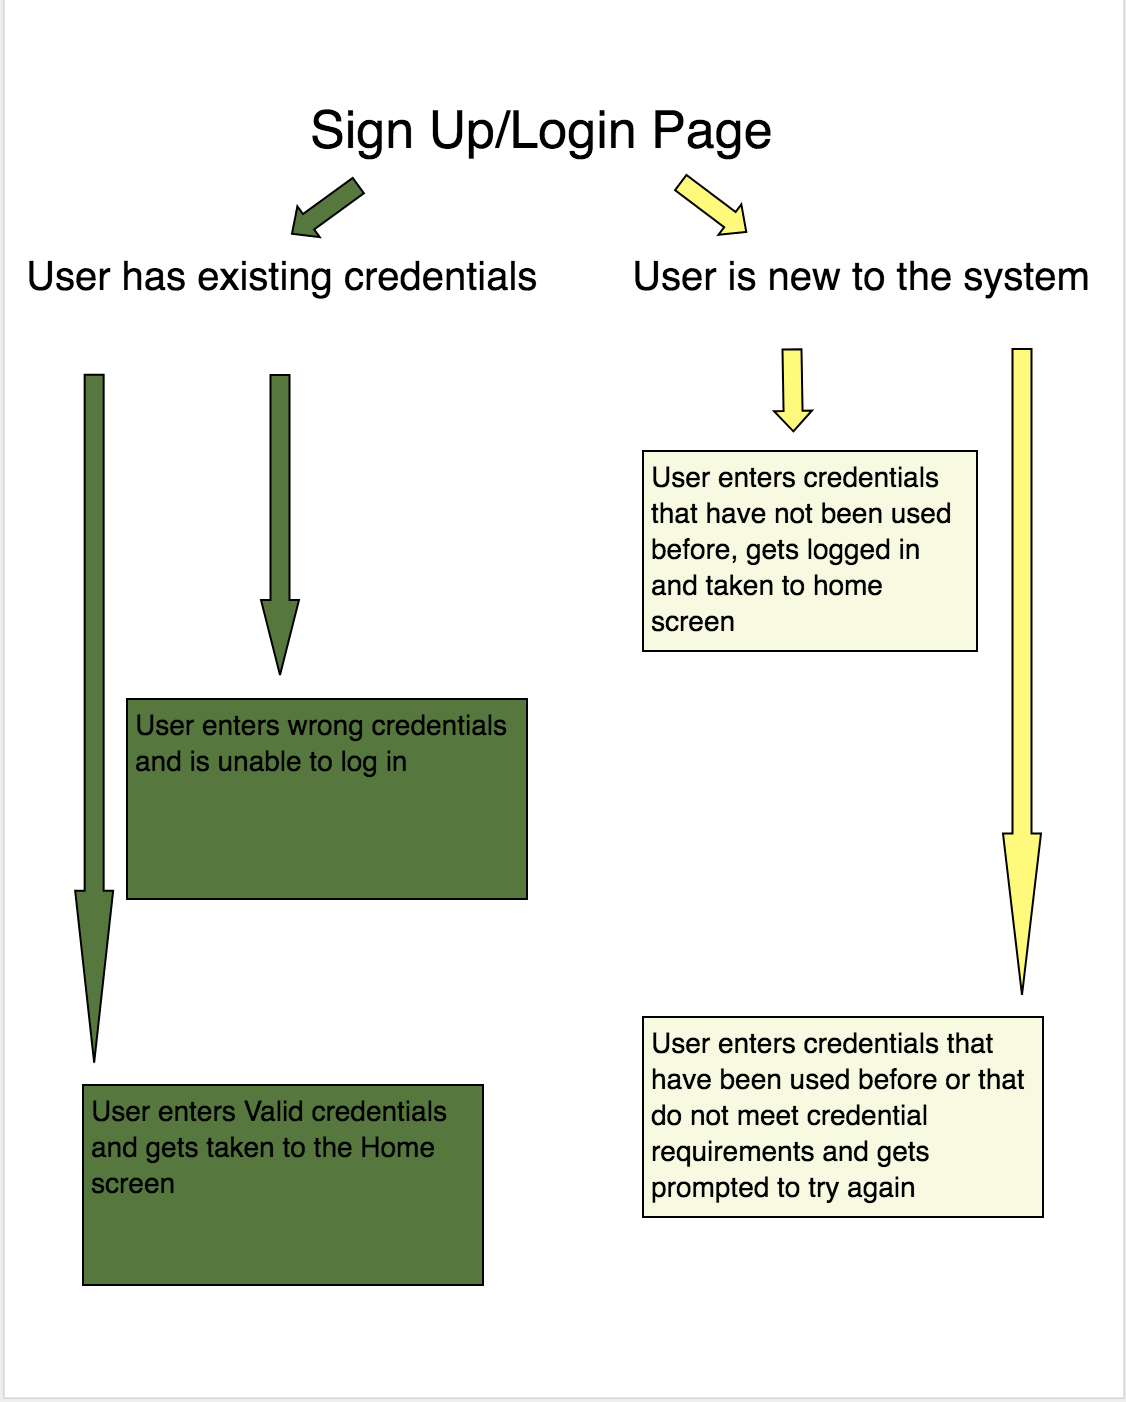 Sign Up/Login Page
User has existing credentials
User is new to the system
User enters credentials
that have not been used
before, gets logged in
and taken to home
screen
User enters wrong credentials
and is unable to log in
User enters credentials that
have been used before or that
do not meet credential
requirements and gets
prompted to try again
User enters Valid credentials
and gets taken to the Home
screen